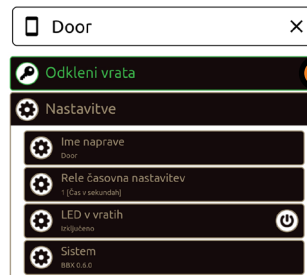 Door
Odkleni vrata
Nastavitve
Ime naprave
Door
Rele časovna nastavitev
1 [Čas v sekundah]
LED v vratih
Izključeno
Sistem
BBX 0.6.0